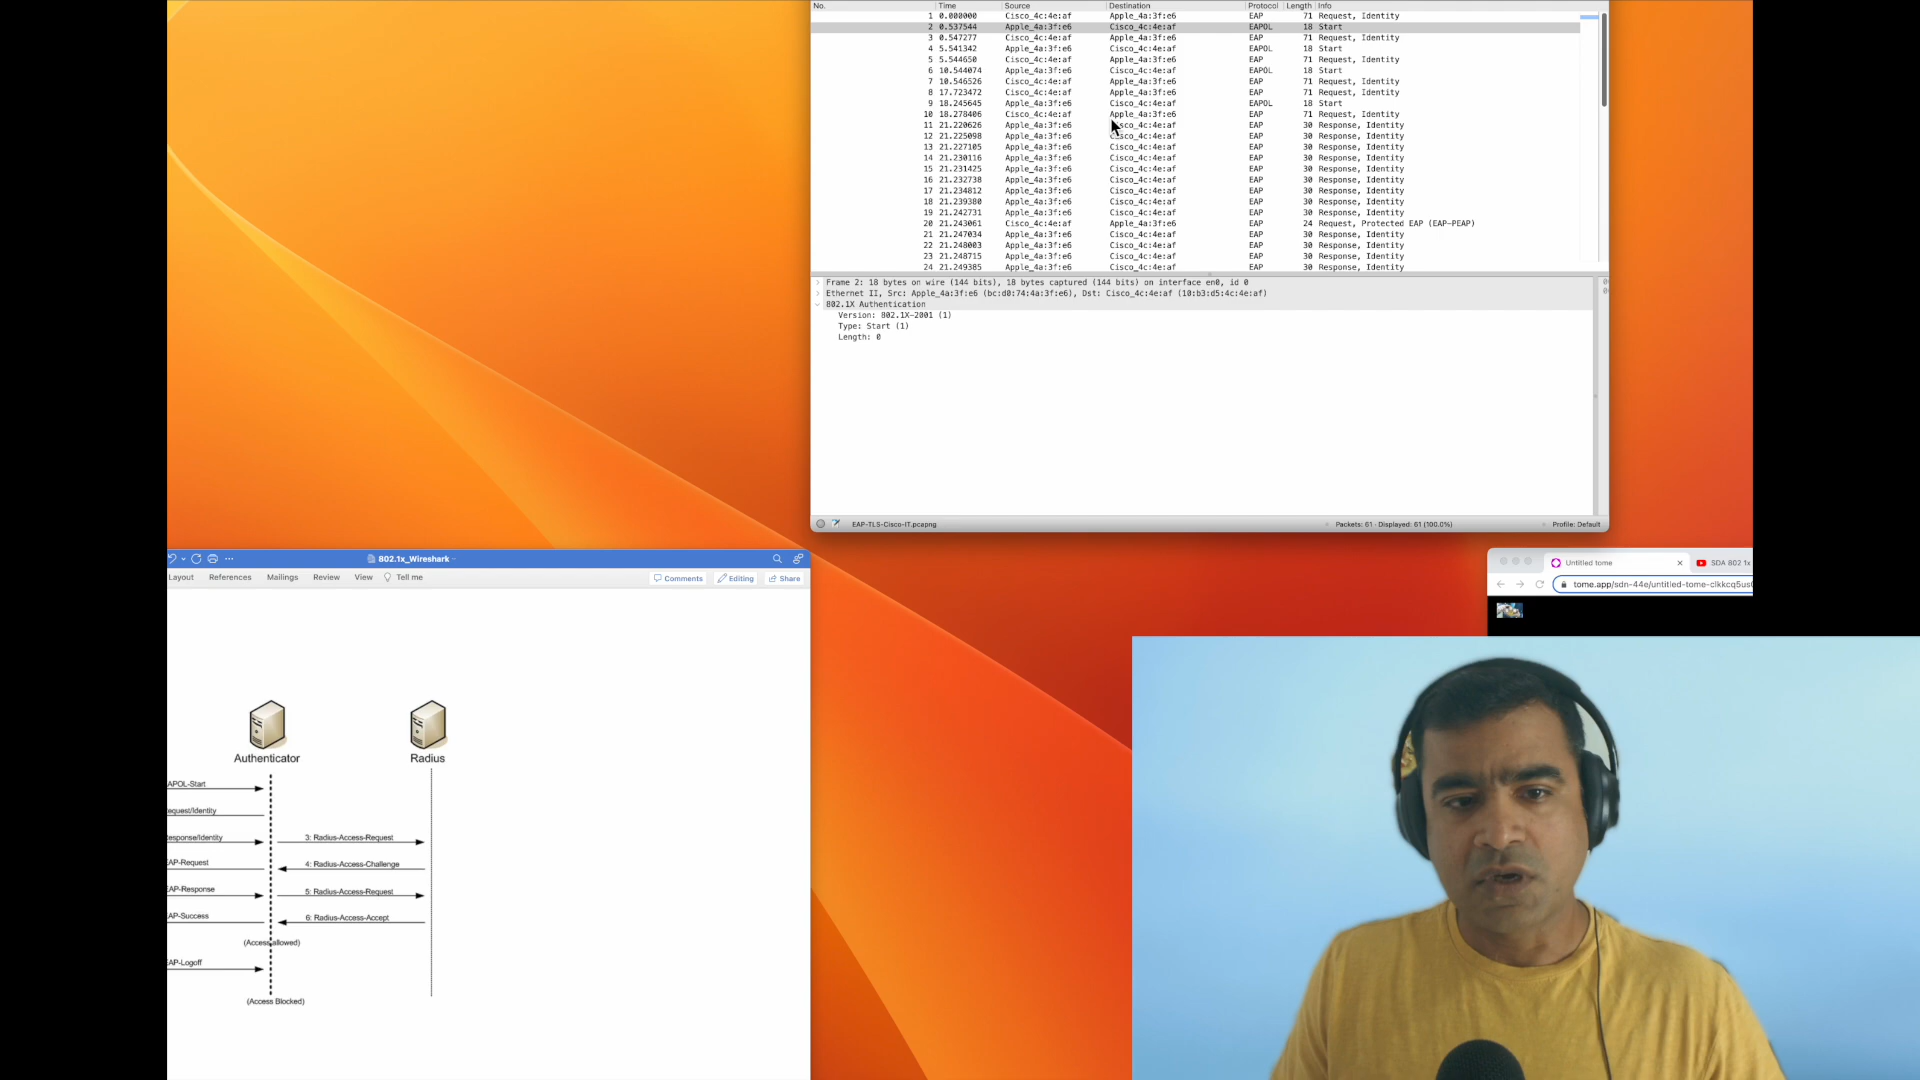 No. Time Source Destination Protocol Length Info
1 0.000000 Cisco_4c:4e:af Apple_4a:3f:e6 EAP 71 Request, Identity
2 0.537544 Apple_4a:3f:e6 Cisco_4c:4e:af EAPOL 18 Start
3 0.547277 Cisco_4c:4e:af Apple_4a:3f:e6 EAP 71 Request, Identity
4 5.541342 Apple_4a:3f:e6 Cisco_4c:4e:af EAPOL 18 Start
5 5.544650 Cisco_4c:4e:af Apple_4a:3f:e6 EAP 71 Request, Identity
6 10.544074 Apple_4a:3f:e6 Cisco_4c:4e:af EAPOL 18 Start
7 10.546526 Cisco_4c:4e:af Apple_4a:3f:e6 EAP 71 Request, Identity
8 17.723472 Cisco_4c:4e:af Apple_4a:3f:e6 EAP 71 Request, Identity
9 18.245645 Apple_4a:3f:e6 Cisco_4c:4e:af EAPOL 18 Start
10 18.278406 Cisco_4c:4e:af Apple_4a:3f:e6 EAP 71 Request, Identity
11 21.220626 Apple_4a:3f:e6 Cisco_4c:4e:af EAP 30 Response, Identity
12 21.225098 Apple_4a:3f:e6 Cisco_4c:4e:af EAP 30 Response, Identity
13 21.227105 Apple_4a:3f:e6 Cisco_4c:4e:af EAP 30 Response, Identity
14 21.230116 Apple_4a:3f:e6 Cisco_4c:4e:af EAP 30 Response, Identity
15 21.231425 Apple_4a:3f:e6 Cisco_4c:4e:af EAP 30 Response, Identity
16 21.232738 Apple_4a:3f:e6 Cisco_4c:4e:af EAP 30 Response, Identity
17 21.234812 Apple_4a:3f:e6 Cisco_4c:4e:af EAP 30 Response, Identity
18 21.239380 Apple_4a:3f:e6 Cisco_4c:4e:af EAP 30 Response, Identity
19 21.242731 Apple_4a:3f:e6 Cisco_4c:4e:af EAP 30 Response, Identity
20 21.243061 Cisco_4c:4e:af Apple_4a:3f:e6 EAP 24 Request, Protected EAP (EAP-PEAP)
21 21.247034 Apple_4a:3f:e6 Cisco_4c:4e:af EAP 30 Response, Identity
22 21.248003 Apple_4a:3f:e6 Cisco_4c:4e:af EAP 30 Response, Identity
23 21.248715 Apple_4a:3f:e6 Cisco_4c:4e:af EAP 30 Response, Identity
24 21.249385 Apple_4a:3f:e6 Cisco_4c:4e:af EAP 30 Response, Identity
Frame 2: 18 bytes on wire (144 bits), 18 bytes captured (144 bits) on interface en0, id 0
Ethernet II, Src: Apple_4a:3f:e6 (bc:d0:74:4a:3f:e6), Dst: Cisco_4c:4e:af (10:b3:d5:4c:4e:af)
802.1X Authentication
Version: 802.1X-2001 (1)
Type: Start (1)
Length: 0
EAP-TLS-Cisco-IT.pcapng Packets: 61 · Displayed: 61 (100.0%) Profile: Default
802.1x_Wireshark
Layout References Mailings Review View Tell me Comments Editing Share
Untitled tome SDA 802 1x
tome.app/sdn-44e/untitled-tome-clkkcq5us
Authenticator Radius
APOL-Start
equest/Identity
esponse/Identity 3: Radius-Access-Request
EAP-Request 4: Radius-Access-Challenge
EAP-Response 5: Radius-Access-Request
EAP-Success 6: Radius-Access-Accept
(Access allowed)
EAP-Logoff
(Access Blocked)